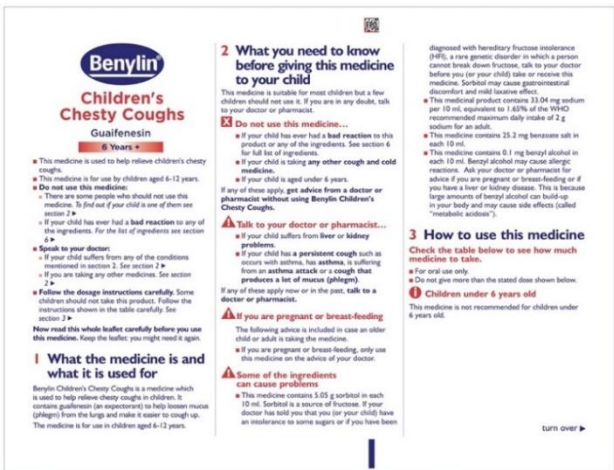 Benylin®
Children's
Chesty Coughs
Guaifenesin
6 Years +
■ This medicine is used to help relieve children's chesty
coughs.
■ This medicine is for use by children aged 6-12 years.
■ Do not use this medicine:
There are some people who should not use this
medicine. To find out if your child is one of them see
section 2 ►
If your child has ever had a bad reaction to any of
the ingredients. For the list of ingredients see section
6 ►
■ Speak to your doctor:
If your child suffers from any of the conditions
mentioned in section 2. See section 2 ►
If you are taking any other medicines. See section
2 ►
■ Follow the dosage instructions carefully. Some
children should not take this product. Follow the
instructions shown in the table carefully. See
section 3 ►
Now read this whole leaflet carefully before you use
this medicine. Keep the leaflet: you might need it again.
1 What the medicine is and
what it is used for
Benylin Children's Chesty Coughs is a medicine which
is used to help relieve chesty coughs in children. It
contains guaifenesin (an expectorant) to help loosen mucus
(phlegm) from the lungs and make it easier to cough up.
The medicine is for use in children aged 6-12 years.
2 What you need to know
before giving this medicine
to your child
This medicine is suitable for most children but a few
children should not use it. If you are in any doubt, talk
to your doctor or pharmacist.
X Do not use this medicine...
■ If your child has ever had a bad reaction to this
product or any of the ingredients. See section 6
for full list of ingredients.
■ If your child is taking any other cough and cold
medicine.
■ If your child is aged under 6 years.
If any of these apply, get advice from a doctor or
pharmacist without using Benylin Children's
Chesty Coughs.
! Talk to your doctor or pharmacist...
■ If your child suffers from liver or kidney
problems.
■ If your child has a persistent cough such as
occurs with asthma, has asthma, is suffering
from an asthma attack or a cough that
produces a lot of mucus (phlegm).
If any of these apply now or in the past, talk to a
doctor or pharmacist.
! If you are pregnant or breast-feeding
The following advice is included in case an older
child or adult is taking the medicine.
■ If you are pregnant or breast-feeding, only use
this medicine on the advice of your doctor.
! Some of the ingredients
can cause problems
■ This medicine contains 5.05 g sorbitol in each
10 ml. Sorbitol is a source of fructose. If your
doctor has told you that you (or your child) have
an intolerance to some sugars or if you have been
diagnosed with hereditary fructose intolerance
(HFI), a rare genetic disorder in which a person
cannot break down fructose, talk to your doctor
before you (or your child) take or receive this
medicine. Sorbitol may cause gastrointestinal
discomfort and mild laxative effect.
■ This medicinal product contains 33.04 mg sodium
per 10 ml, equivalent to 1.65% of the WHO
recommended maximum daily intake of 2 g
sodium for an adult.
■ This medicine contains 25.2 mg benzoate salt in
each 10 ml.
■ This medicine contains 0.1 mg benzyl alcohol in
each 10 ml. Benzyl alcohol may cause allergic
reactions. Ask your doctor or pharmacist for
advice if you are pregnant or breast-feeding or if
you have a liver or kidney disease. This is because
large amounts of benzyl alcohol can build-up
in your body and may cause side effects (called
"metabolic acidosis").
3 How to use this medicine
Check the table below to see how much
medicine to take.
■ For oral use only.
■ Do not give more than the stated dose shown below.
! Children under 6 years old
This medicine is not recommended for children under
6 years old.
turn over ►